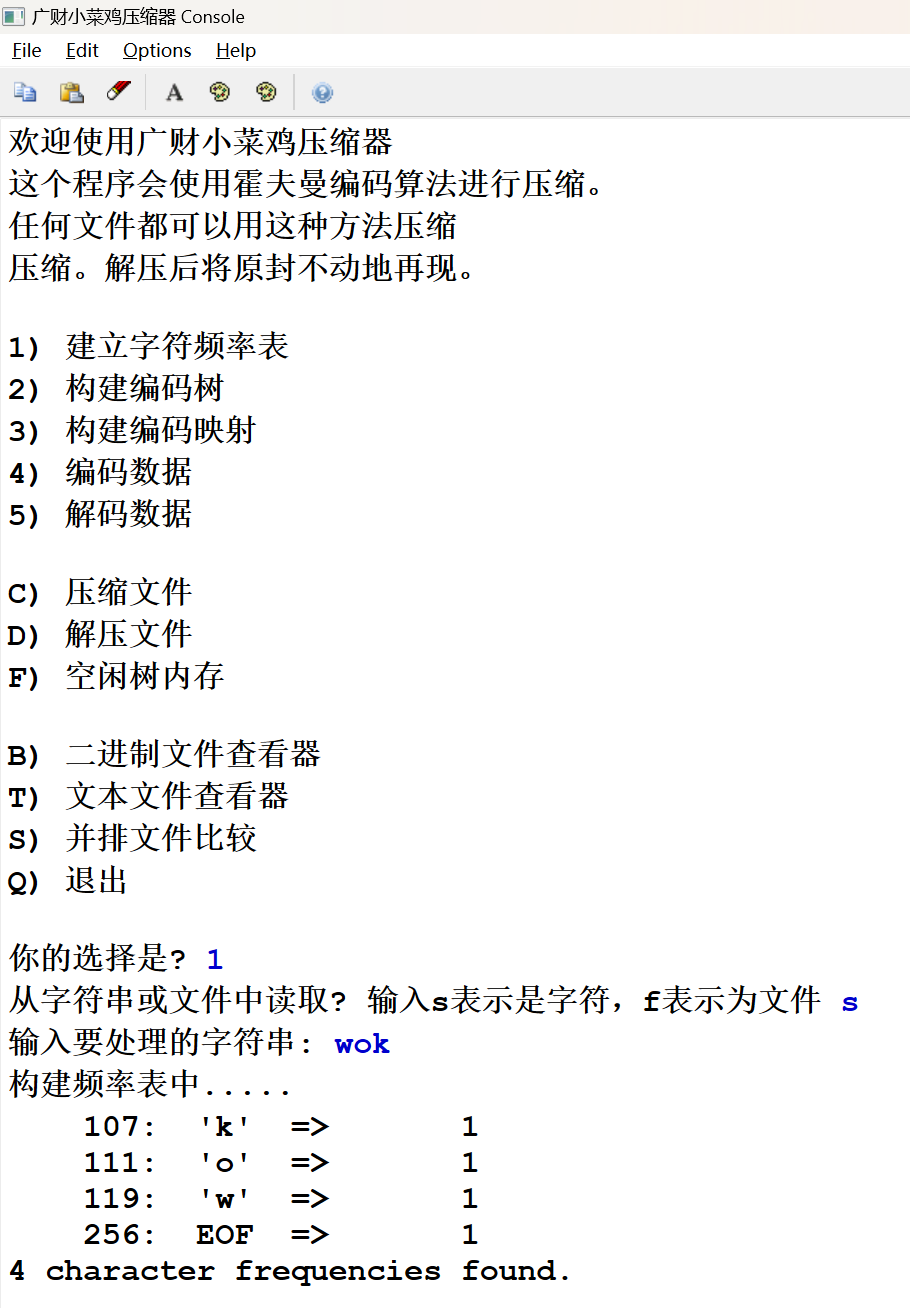 广财小菜鸡压缩器 Console
File Edit Options Help
欢迎使用广财小菜鸡压缩器
这个程序会使用霍夫曼编码算法进行压缩。
任何文件都可以用这种方法压缩
压缩。解压后将原封不动地再现。
1) 建立字符频率表
2) 构建编码树
3) 构建编码映射
4) 编码数据
5) 解码数据
C) 压缩文件
D) 解压文件
F) 空闲树内存
B) 二进制文件查看器
T) 文本文件查看器
S) 并排文件比较
Q) 退出
你的选择是? 1
从字符串或文件中读取? 输入s表示是字符，f表示为文件 s
输入要处理的字符串: wok
构建频率表中.....
107: 'k' => 1
111: 'o' => 1
119: 'w' => 1
256: EOF => 1
4 character frequencies found.